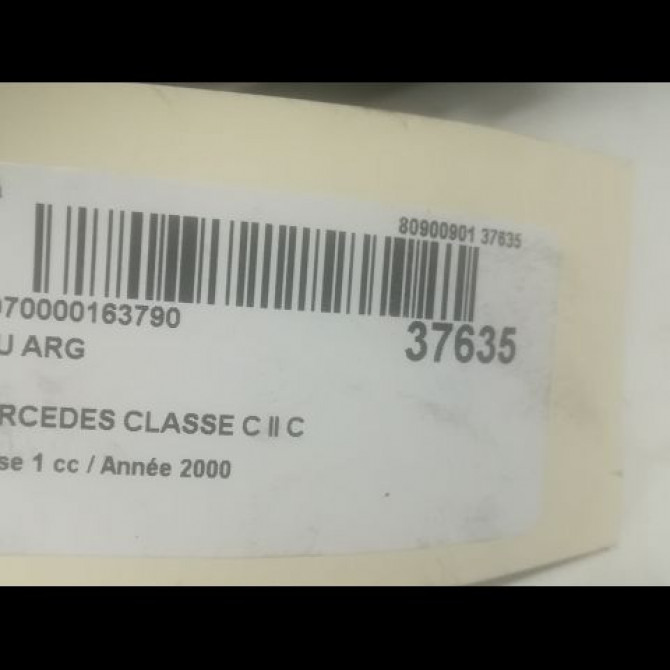 80900901 37635
070000163790
37635
U ARG
RCEDES CLASSE C II C
se 1 cc / Année 2000